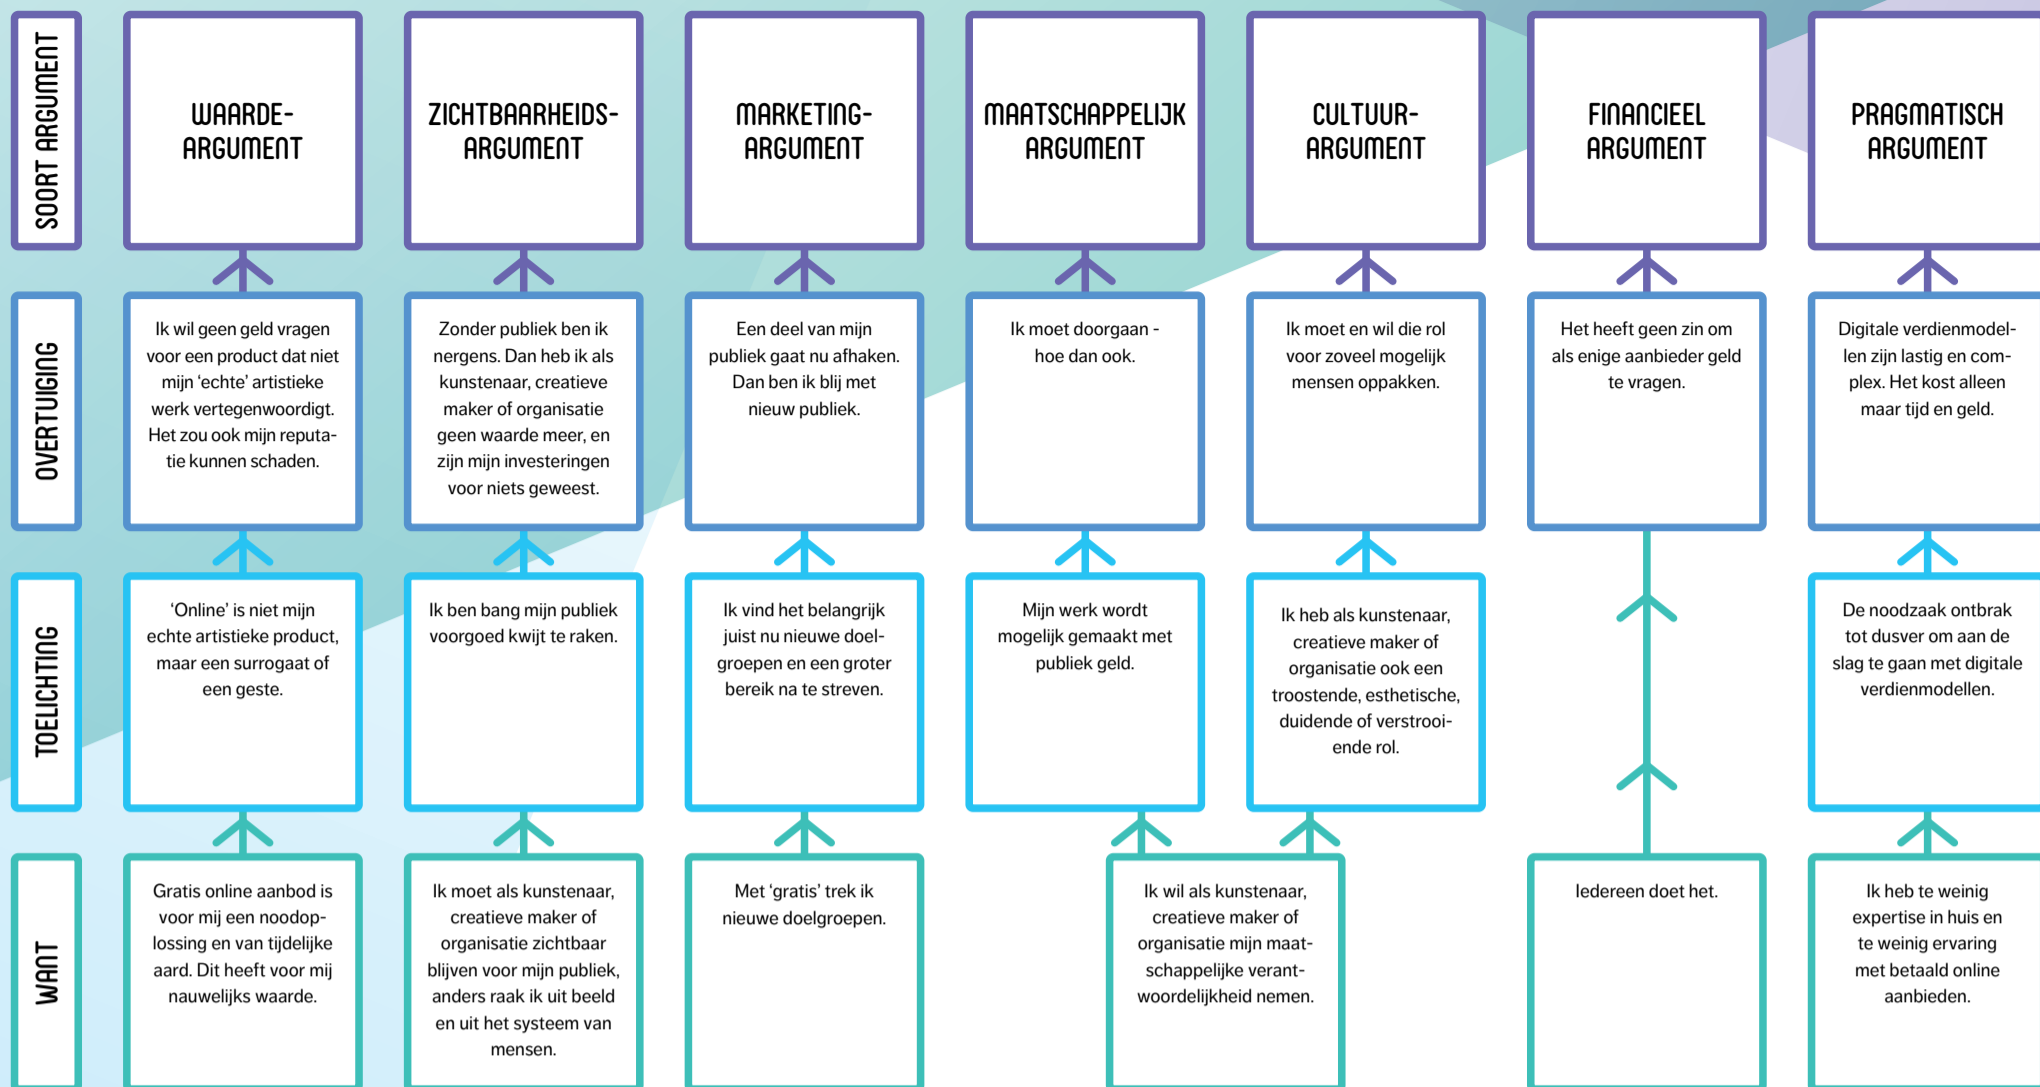 SOORT ARGUMENT
WAARDE-
ARGUMENT
ZICHTBAARHEIDS-
ARGUMENT
MARKETING-
ARGUMENT
MAATSCHAPPELIJK
ARGUMENT
CULTUUR-
ARGUMENT
FINANCIEEL
ARGUMENT
PRAGMATISCH
ARGUMENT
OVERTUIGING
Ik wil geen geld vragen
voor een product dat niet
mijn ‘echte’ artistieke
werk vertegenwoordigt.
Het zou ook mijn reputa-
tie kunnen schaden.
Zonder publiek ben ik
nergens. Dan heb ik als
kunstenaar, creatieve
maker of organisatie
geen waarde meer, en
zijn mijn investeringen
voor niets geweest.
Een deel van mijn
publiek gaat nu afhaken.
Dan ben ik blij met
nieuw publiek.
Ik moet doorgaan -
hoe dan ook.
Ik moet en wil die rol
voor zoveel mogelijk
mensen oppakken.
Het heeft geen zin om
als enige aanbieder geld
te vragen.
Digitale verdienmodel-
len zijn lastig en com-
plex. Het kost alleen
maar tijd en geld.
TOELICHTING
‘Online’ is niet mijn
echte artistieke product,
maar een surrogaat of
een geste.
Ik ben bang mijn publiek
voorgoed kwijt te raken.
Ik vind het belangrijk
juist nu nieuwe doel-
groepen en een groter
bereik na te streven.
Mijn werk wordt
mogelijk gemaakt met
publiek geld.
Ik heb als kunstenaar,
creatieve maker of
organisatie ook een
troostende, esthetische,
duidende of verstrooi-
ende rol.
De noodzaak ontbrak
tot dusver om aan de
slag te gaan met digitale
verdienmodellen.
WANT
Gratis online aanbod is
voor mij een noodop-
lossing en van tijdelijke
aard. Dit heeft voor mij
nauwelijks waarde.
Ik moet als kunstenaar,
creatieve maker of
organisatie zichtbaar
blijven voor mijn publiek,
anders raak ik uit beeld
en uit het systeem van
mensen.
Met ‘gratis’ trek ik
nieuwe doelgroepen.
Ik wil als kunstenaar,
creatieve maker of
organisatie mijn maat-
schappelijke verant-
woordelijkheid nemen.
Iedereen doet het.
Ik heb te weinig
expertise in huis en
te weinig ervaring
met betaald online
aanbieden.